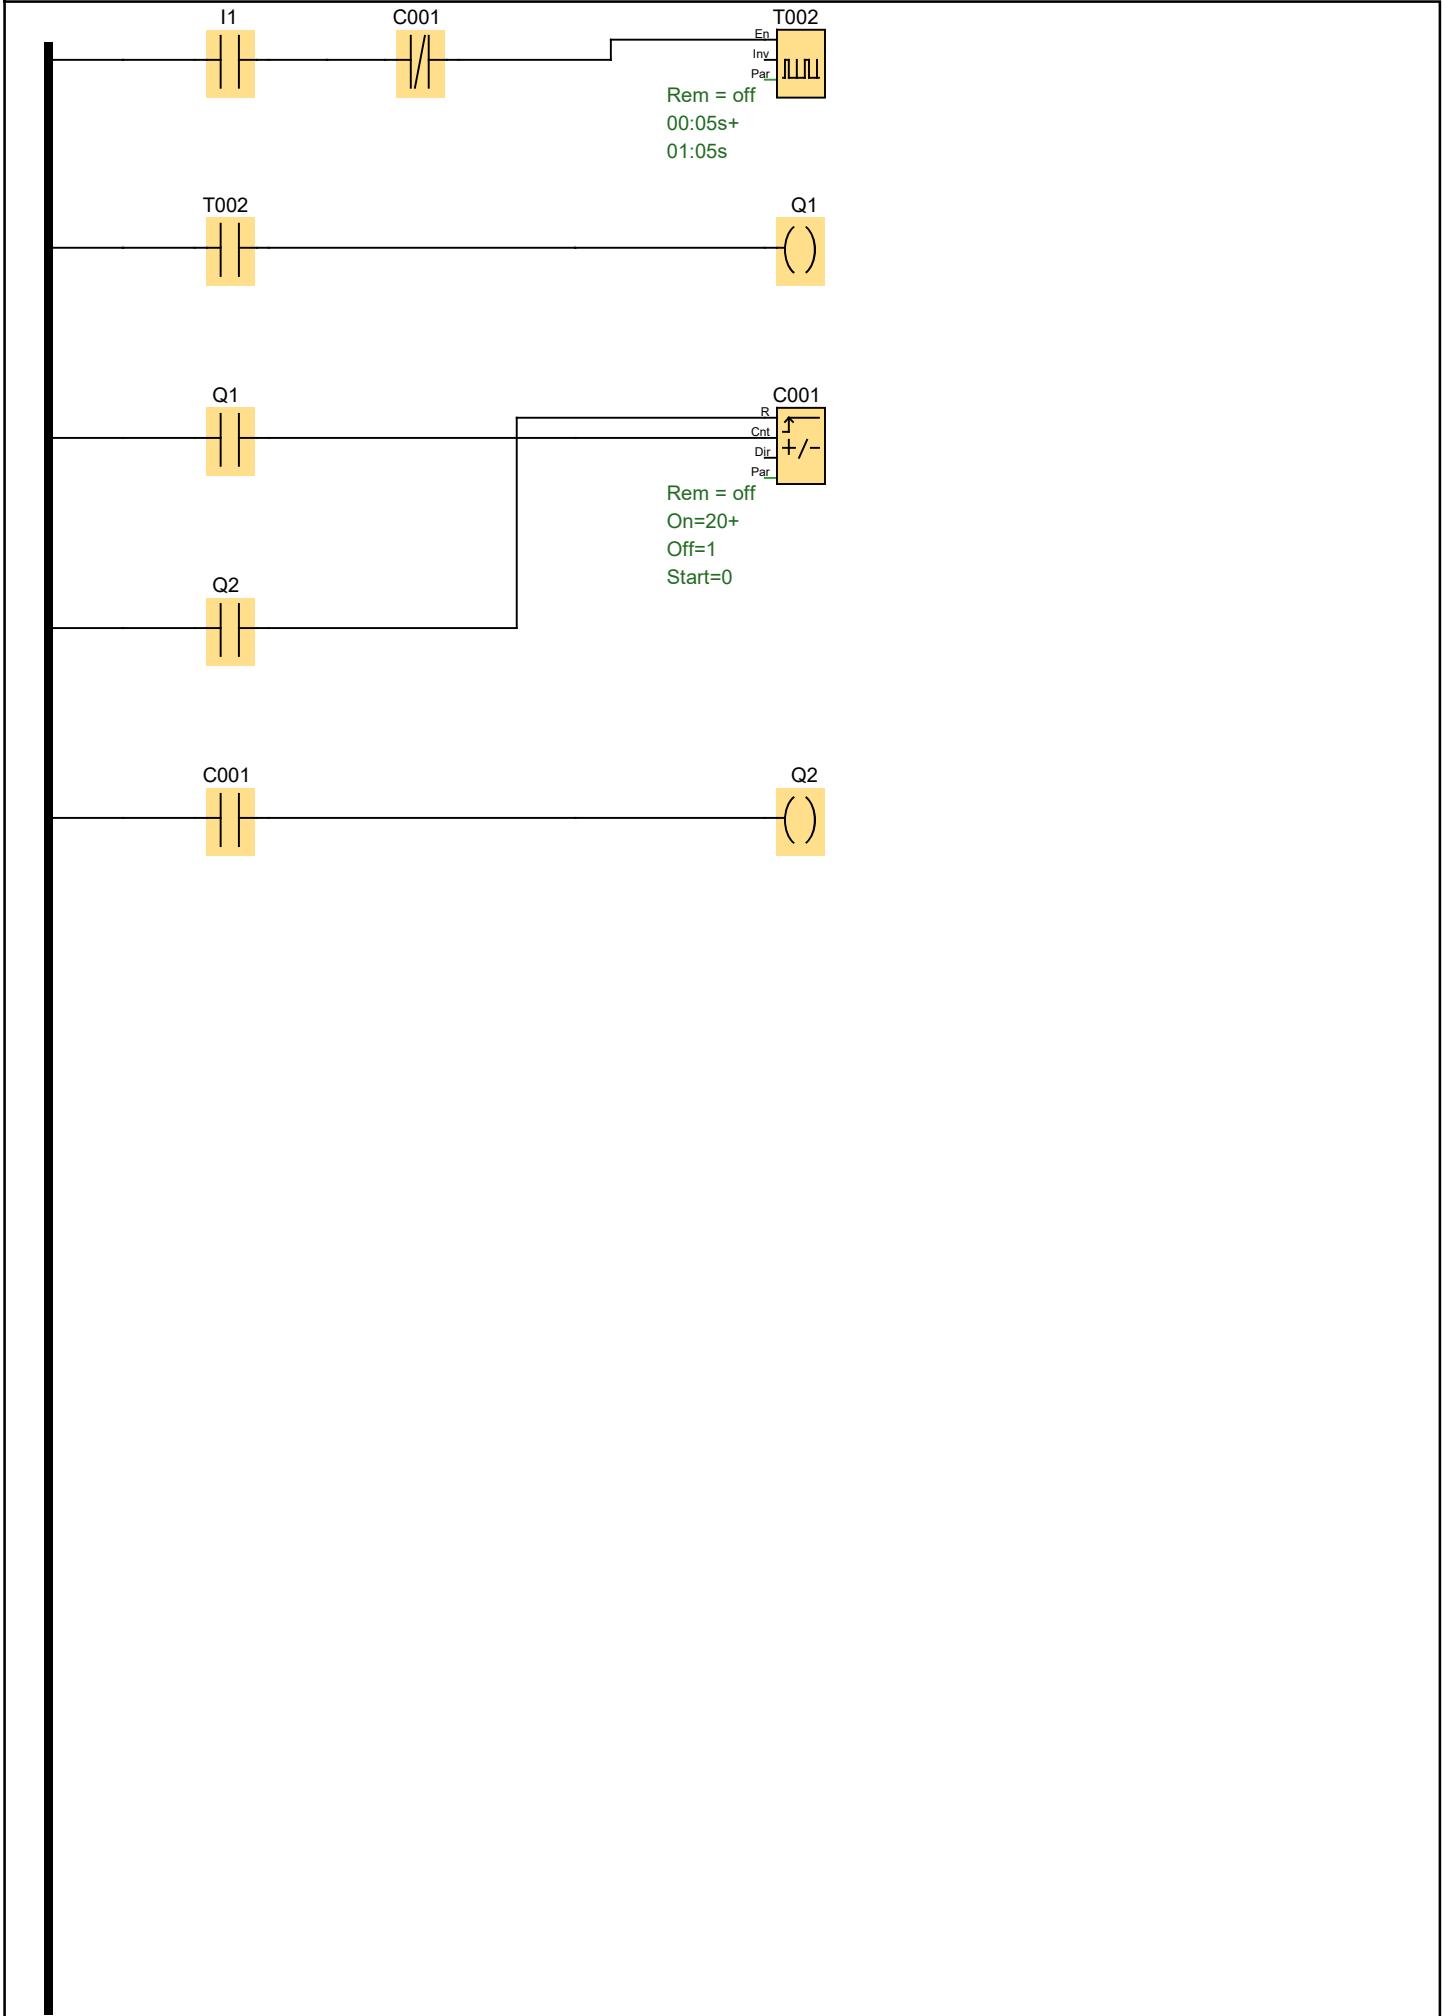 I1 C001 T002
En
Inv
Par
Rem = off
00:05s+
01:05s
T002 Q1
Q1 C001
R
Cnt
Dir
Par
Rem = off
On=20+
Off=1
Start=0
Q2
C001 Q2